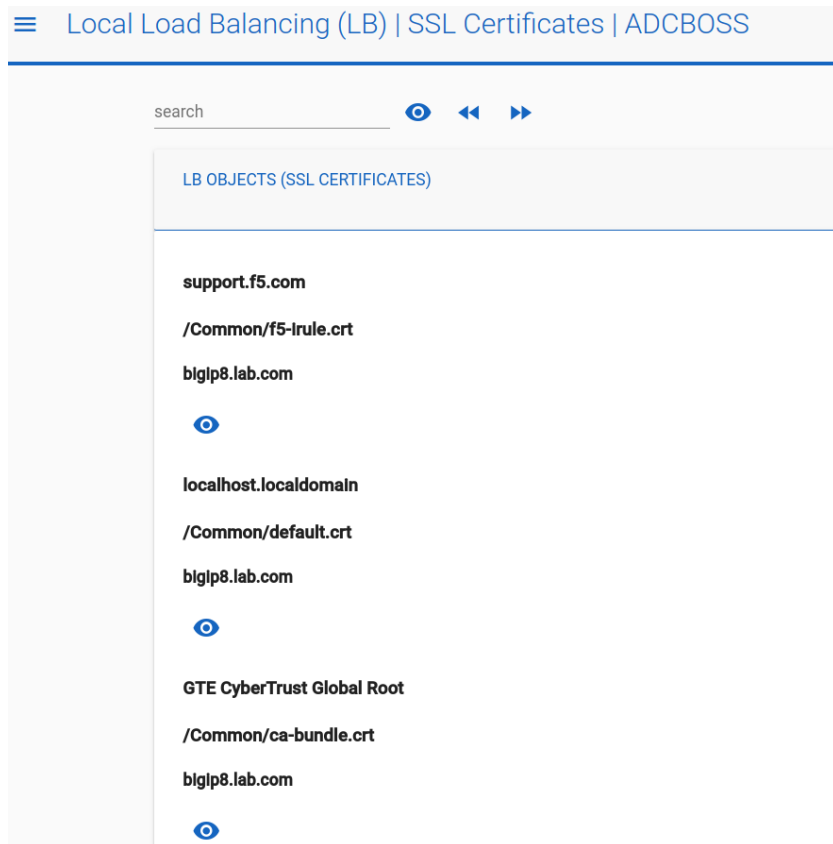 Local Load Balancing (LB) | SSL Certificates | ADCBOSS
search
LB OBJECTS (SSL CERTIFICATES)
support.f5.com
/Common/f5-irule.crt
bigip8.lab.com
localhost.localdomain
/Common/default.crt
bigip8.lab.com
GTE CyberTrust Global Root
/Common/ca-bundle.crt
bigip8.lab.com